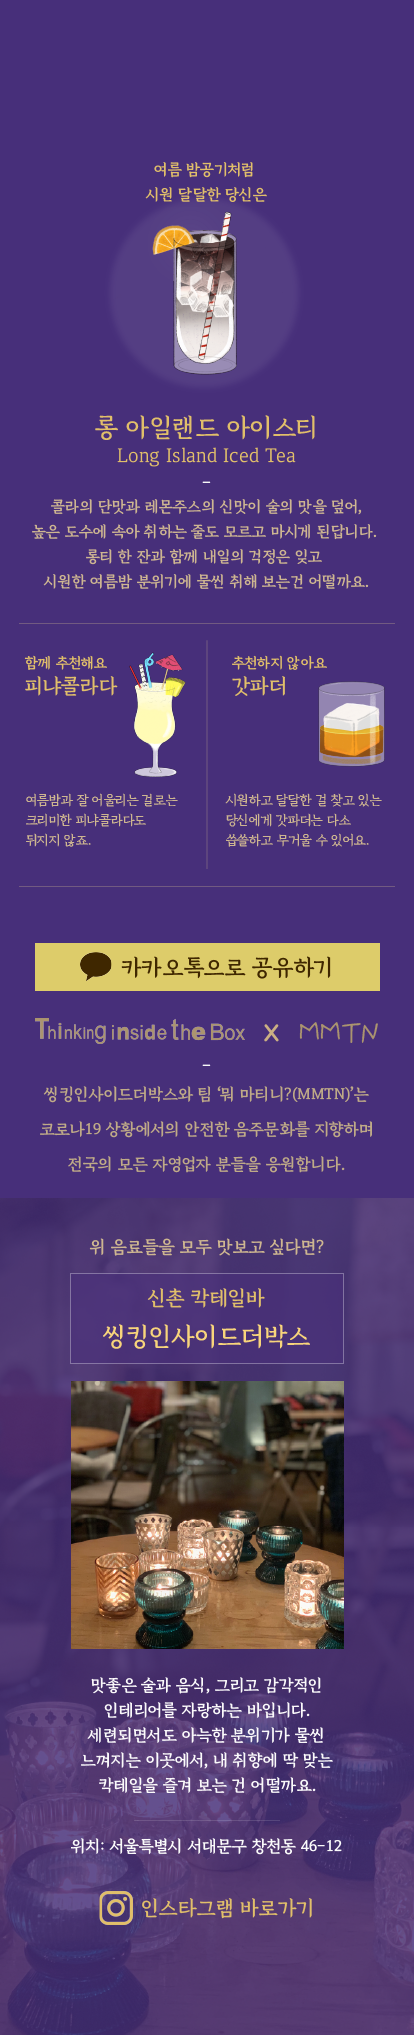 여름 밤공기처럼
시원 달달한 당신은
롱 아일랜드 아이스티
Long Island Iced Tea
–
콜라의 단맛과 레몬주스의 신맛이 술의 맛을 덮어,
높은 도수에 속아 취하는 줄도 모르고 마시게 된답니다.
롱티 한 잔과 함께 내일의 걱정은 잊고
시원한 여름밤 분위기에 물씬 취해 보는건 어떨까요.
함께 추천해요
피냐콜라다
여름밤과 잘 어울리는 걸로는
크리미한 피냐콜라다도
뒤지지 않죠.
추천하지 않아요
갓파더
시원하고 달달한 걸 찾고 있는
당신에게 갓파더는 다소
씁쓸하고 무거울 수 있어요.
카카오톡으로 공유하기
Thinking inside the Box X MMTN
–
씽킹인사이드더박스와 팀 ‘뭐 마티니?(MMTN)’는
코로나19 상황에서의 안전한 음주문화를 지향하며
전국의 모든 자영업자 분들을 응원합니다.
위 음료들을 모두 맛보고 싶다면?
신촌 칵테일바
씽킹인사이드더박스
맛좋은 술과 음식, 그리고 감각적인
인테리어를 자랑하는 바입니다.
세련되면서도 아늑한 분위기가 물씬
느껴지는 이곳에서, 내 취향에 딱 맞는
칵테일을 즐겨 보는 건 어떨까요.
위치: 서울특별시 서대문구 창천동 46-12
인스타그램 바로가기